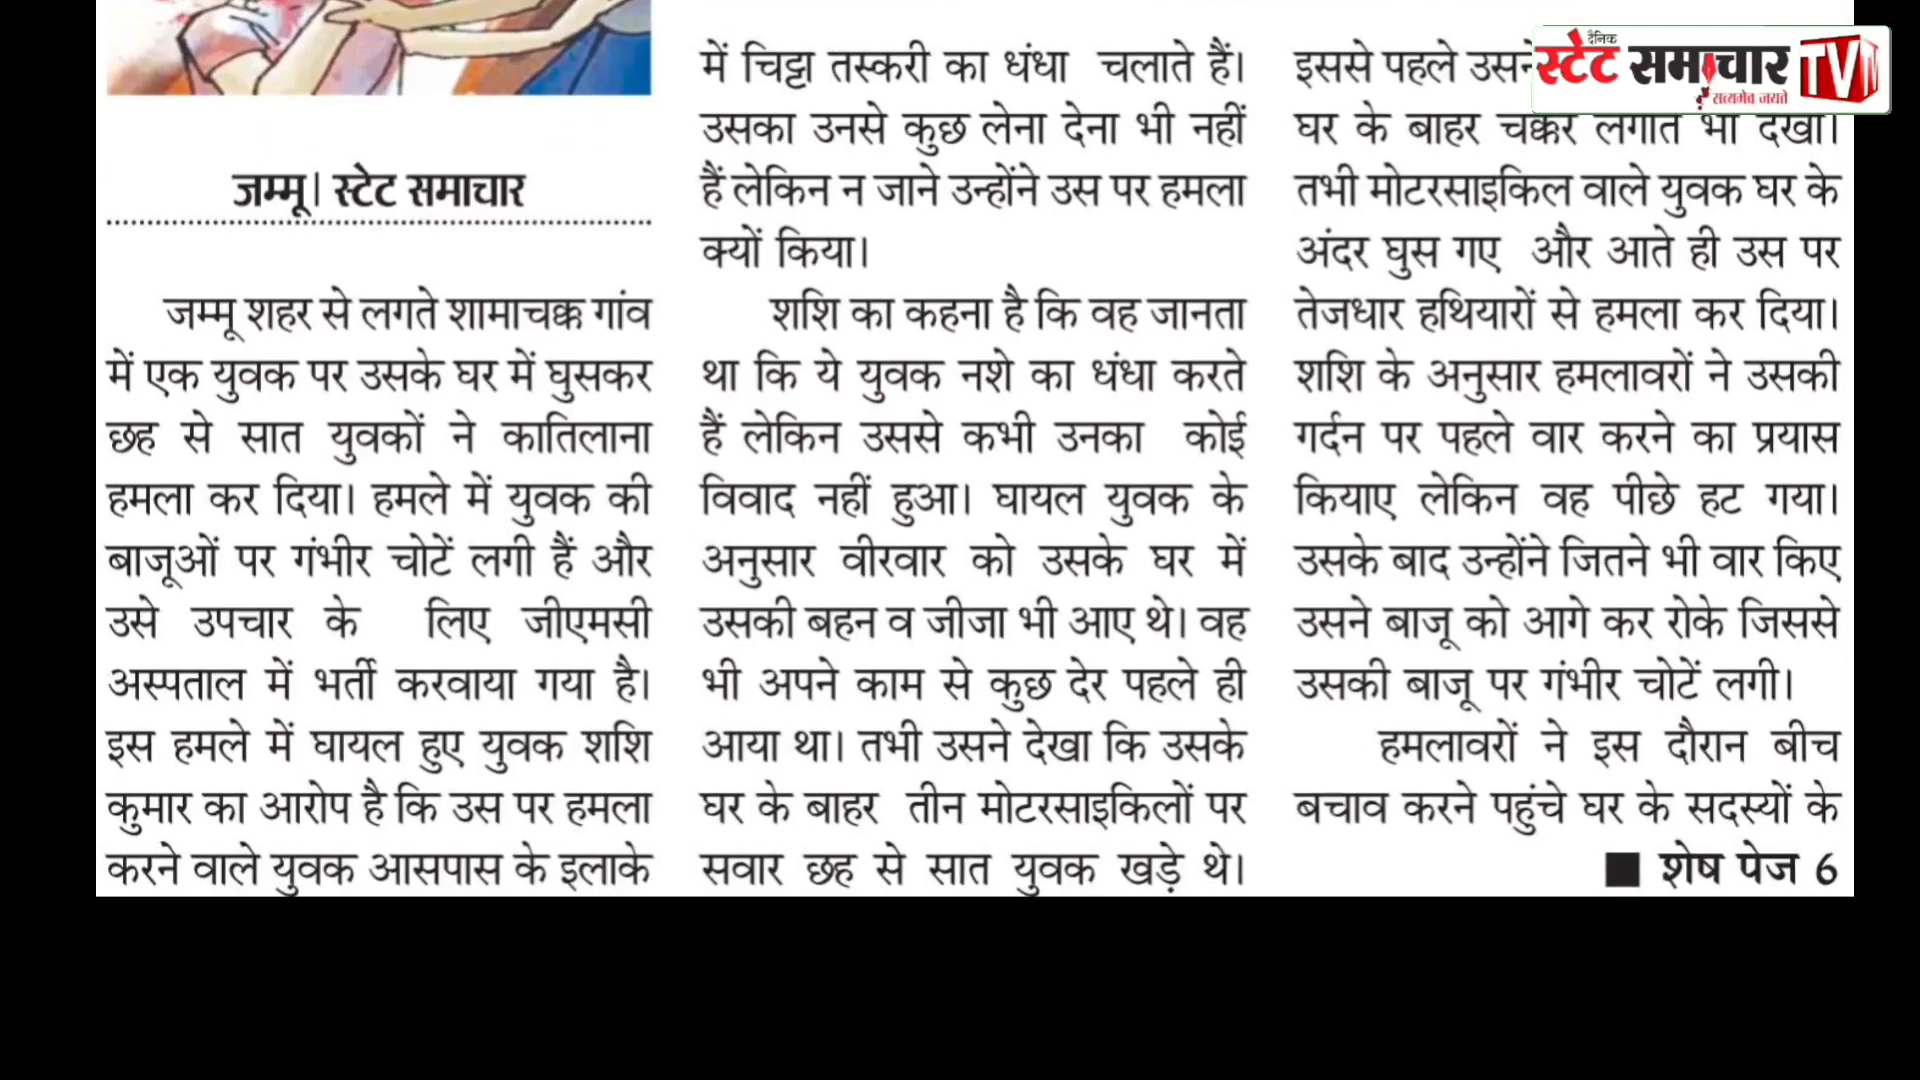 जम्मू। स्टेट समाचार
जम्मू शहर से लगते शामाचक्क गांव
में एक युवक पर उसके घर में घुसकर
छह से सात युवकों ने कातिलाना
हमला कर दिया। हमले में युवक की
बाजूओं पर गंभीर चोटें लगी हैं और
उसे उपचार के लिए जीएमसी
अस्पताल में भर्ती करवाया गया है।
इस हमले में घायल हुए युवक शशि
कुमार का आरोप है कि उस पर हमला
करने वाले युवक आसपास के इलाके
में चिट्टा तस्करी का धंधा चलाते हैं।
उसका उनसे कुछ लेना देना भी नहीं
हैं लेकिन न जाने उन्होंने उस पर हमला
क्यों किया।
शशि का कहना है कि वह जानता
था कि ये युवक नशे का धंधा करते
हैं लेकिन उससे कभी उनका कोई
विवाद नहीं हुआ। घायल युवक के
अनुसार वीरवार को उसके घर में
उसकी बहन व जीजा भी आए थे। वह
भी अपने काम से कुछ देर पहले ही
आया था। तभी उसने देखा कि उसके
घर के बाहर तीन मोटरसाइकिलों पर
सवार छह से सात युवक खड़े थे।
इससे पहले उसने
घर के बाहर चक्कर लगाते भी देखा।
तभी मोटरसाइकिल वाले युवक घर के
अंदर घुस गए और आते ही उस पर
तेजधार हथियारों से हमला कर दिया।
शशि के अनुसार हमलावरों ने उसकी
गर्दन पर पहले वार करने का प्रयास
कियाए लेकिन वह पीछे हट गया।
उसके बाद उन्होंने जितने भी वार किए
उसने बाजू को आगे कर रोके जिससे
उसकी बाजू पर गंभीर चोटें लगी।
हमलावरों ने इस दौरान बीच
बचाव करने पहुंचे घर के सदस्यों के
■ शेष पेज 6
दैनिक
स्टेट समाचार TV
सत्यमेव जयते